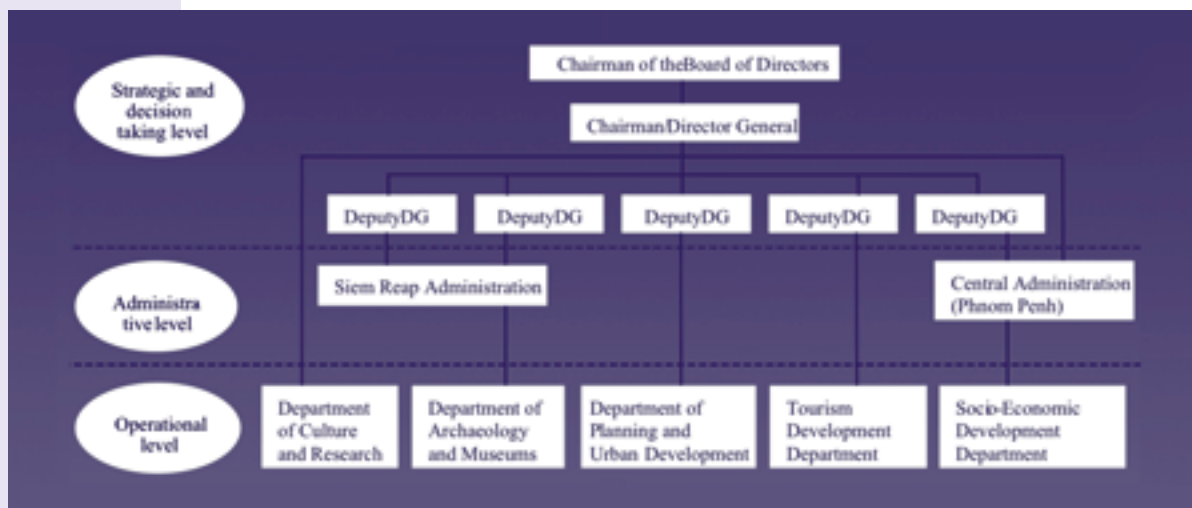 Chairman of theBoard of Directors
Strategic and
decision
taking level
Chairman/Director General
DeputyDG
DeputyDG
DeputyDG
DeputyDG
DeputyDG
Administra
tive level
Siem Reap Administration
Central Administration
(Phnom Penh)
Operational
level
Department
of Culture
and Research
Department of
Archaeology
and Museums
Department of
Planning and
Urban Development
Tourism
Development
Department
Socio-Economic
Development
Department